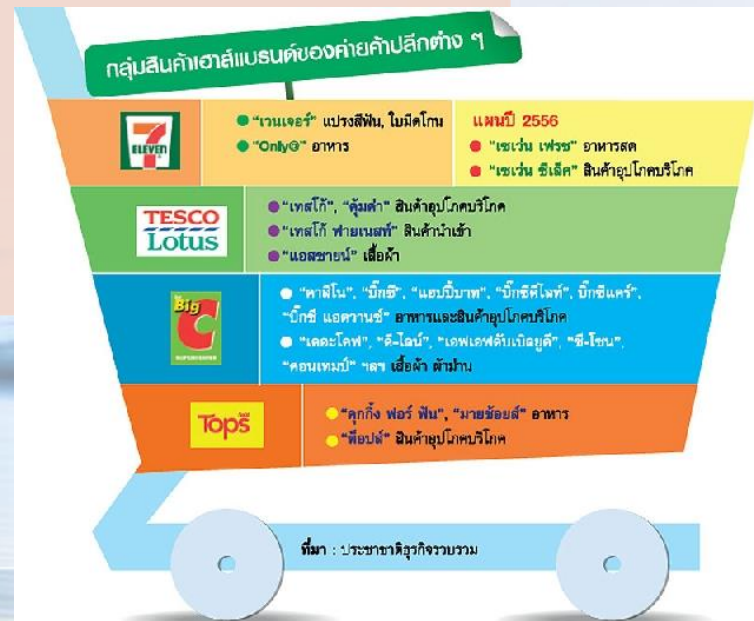 กลุ่มสินค้าเฮาส์แบรนด์ของค่ายค้าปลีกต่าง ๆ
7
ELEVEN
● "เวนเจอร์" แปรงสีฟัน, ใบมีดโกน
● "Only@" อาหาร
แผนปี 2556
● "เซเว่น เฟรช" อาหารสด
● "เซเว่น ซีเล็ค" สินค้าอุปโภคบริโภค
TESCO
Lotus
● "เทสโก้", "คุ้มค่า" สินค้าอุปโภคบริโภค
● "เทสโก้ ฟายเนสท์" สินค้านำเข้า
● "แอสชายน์" เสื้อผ้า
Big
C
SUPERCENTER
● "คาสิโน", "บิ๊กซี", "แฮปปี้บาท", "บิ๊กซีดีไลท์", บิ๊กซีแคร์",
"บิ๊กซี แอดวานซ์" อาหารและสินค้าอุปโภคบริโภค
● "เดอะโคฟ", "ดี-ไลน์", "เอฟเอฟดับเบิลยูดี", "ซี-โซน",
"คอนเทมป์" ฯลฯ เสื้อผ้า ผ้าม่าน
Tops
● "คุกกิ้ง ฟอร์ ฟัน", "มายช้อยส์" อาหาร
● "ท็อปส์" สินค้าอุปโภคบริโภค
ที่มา : ประชาชาติธุรกิจรวบรวม